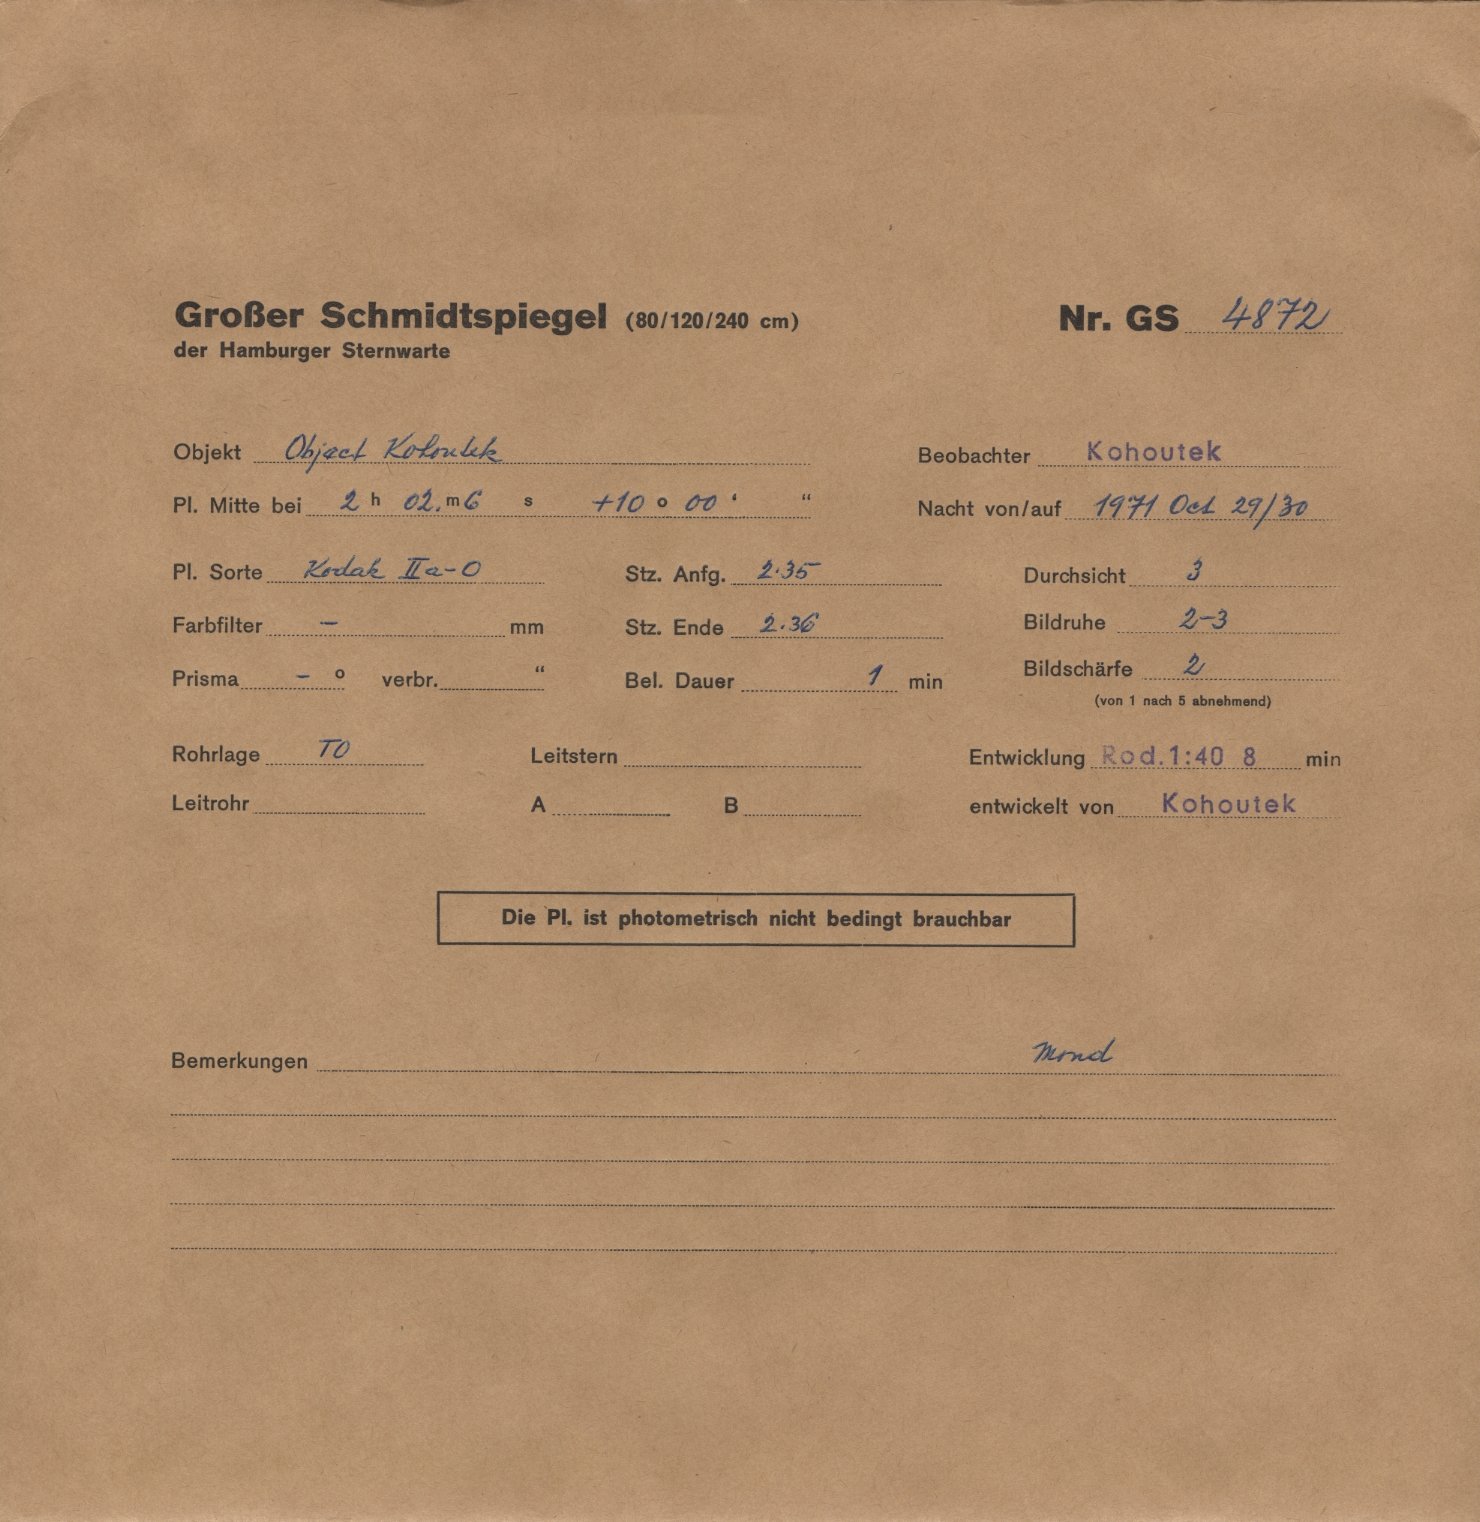 Großer Schmidtspiegel (80/120/240 cm) Nr. GS 4872
der Hamburger Sternwarte
Objekt Object Kohoutek Beobachter Kohoutek
Pl. Mitte bei 2 h 02. m 6 s +10 o 00 ‘ “ Nacht von/auf 1971 Oct 29/30
Pl. Sorte Kodak IIa-O Stz. Anfg. 2.35 Durchsicht 3
Farbfilter – mm Stz. Ende 2.36 Bildruhe 2-3
Prisma – o verbr. “ Bel. Dauer 1 min Bildschärfe 2
(von 1 nach 5 abnehmend)
Rohrlage TO Leitstern Entwicklung Rod.1:40 8 min
Leitrohr A B entwickelt von Kohoutek
Die Pl. ist photometrisch nicht bedingt brauchbar
Bemerkungen Mond